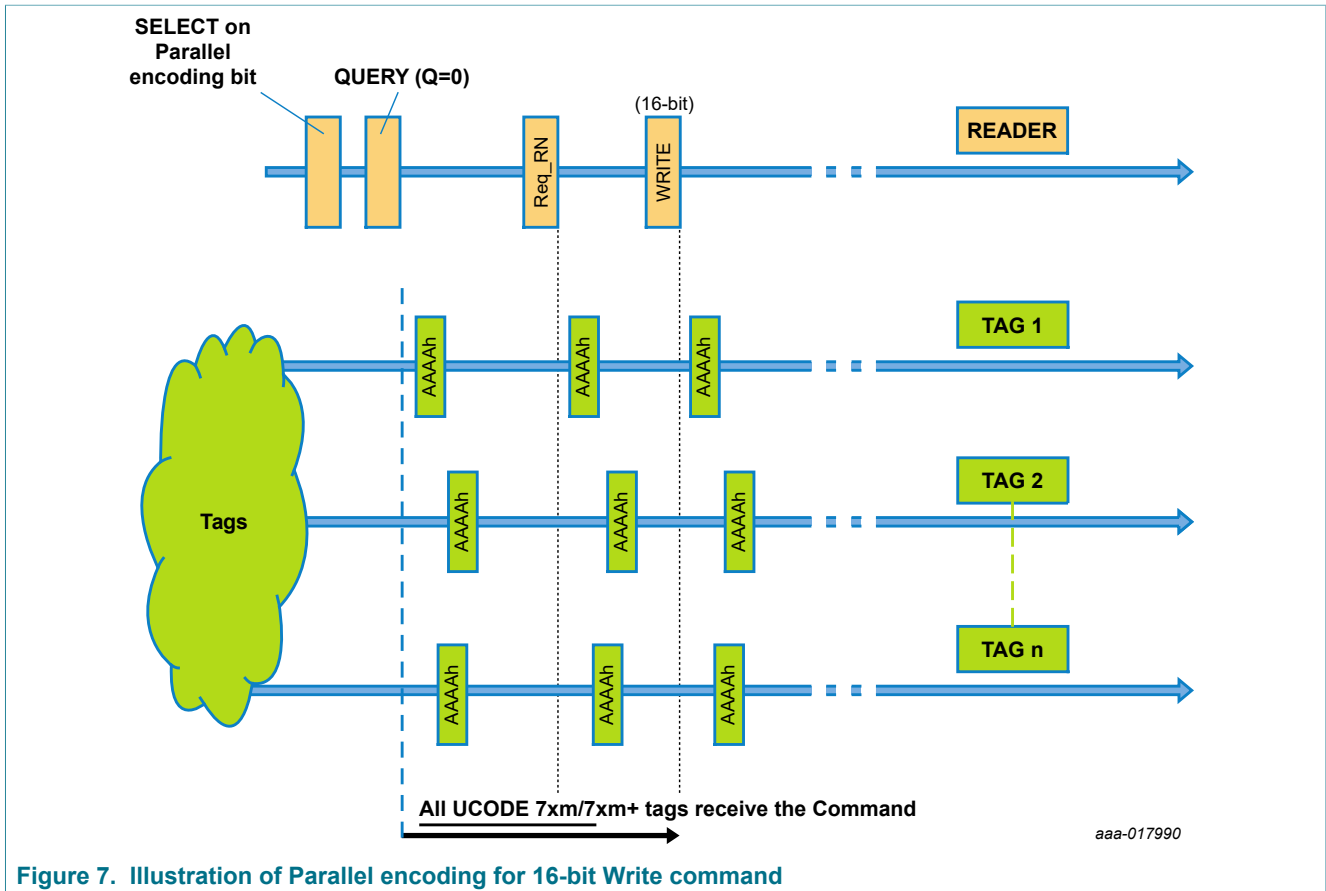 SELECT on
Parallel
encoding bit
QUERY (Q=0)
(16-bit)
Req_RN
WRITE
READER
AAAAh
AAAAh
AAAAh
TAG 1
AAAAh
AAAAh
AAAAh
TAG 2
Tags
AAAAh
AAAAh
AAAAh
TAG n
All UCODE 7xm/7xm+ tags receive the Command
aaa-017990
Figure 7. Illustration of Parallel encoding for 16-bit Write command